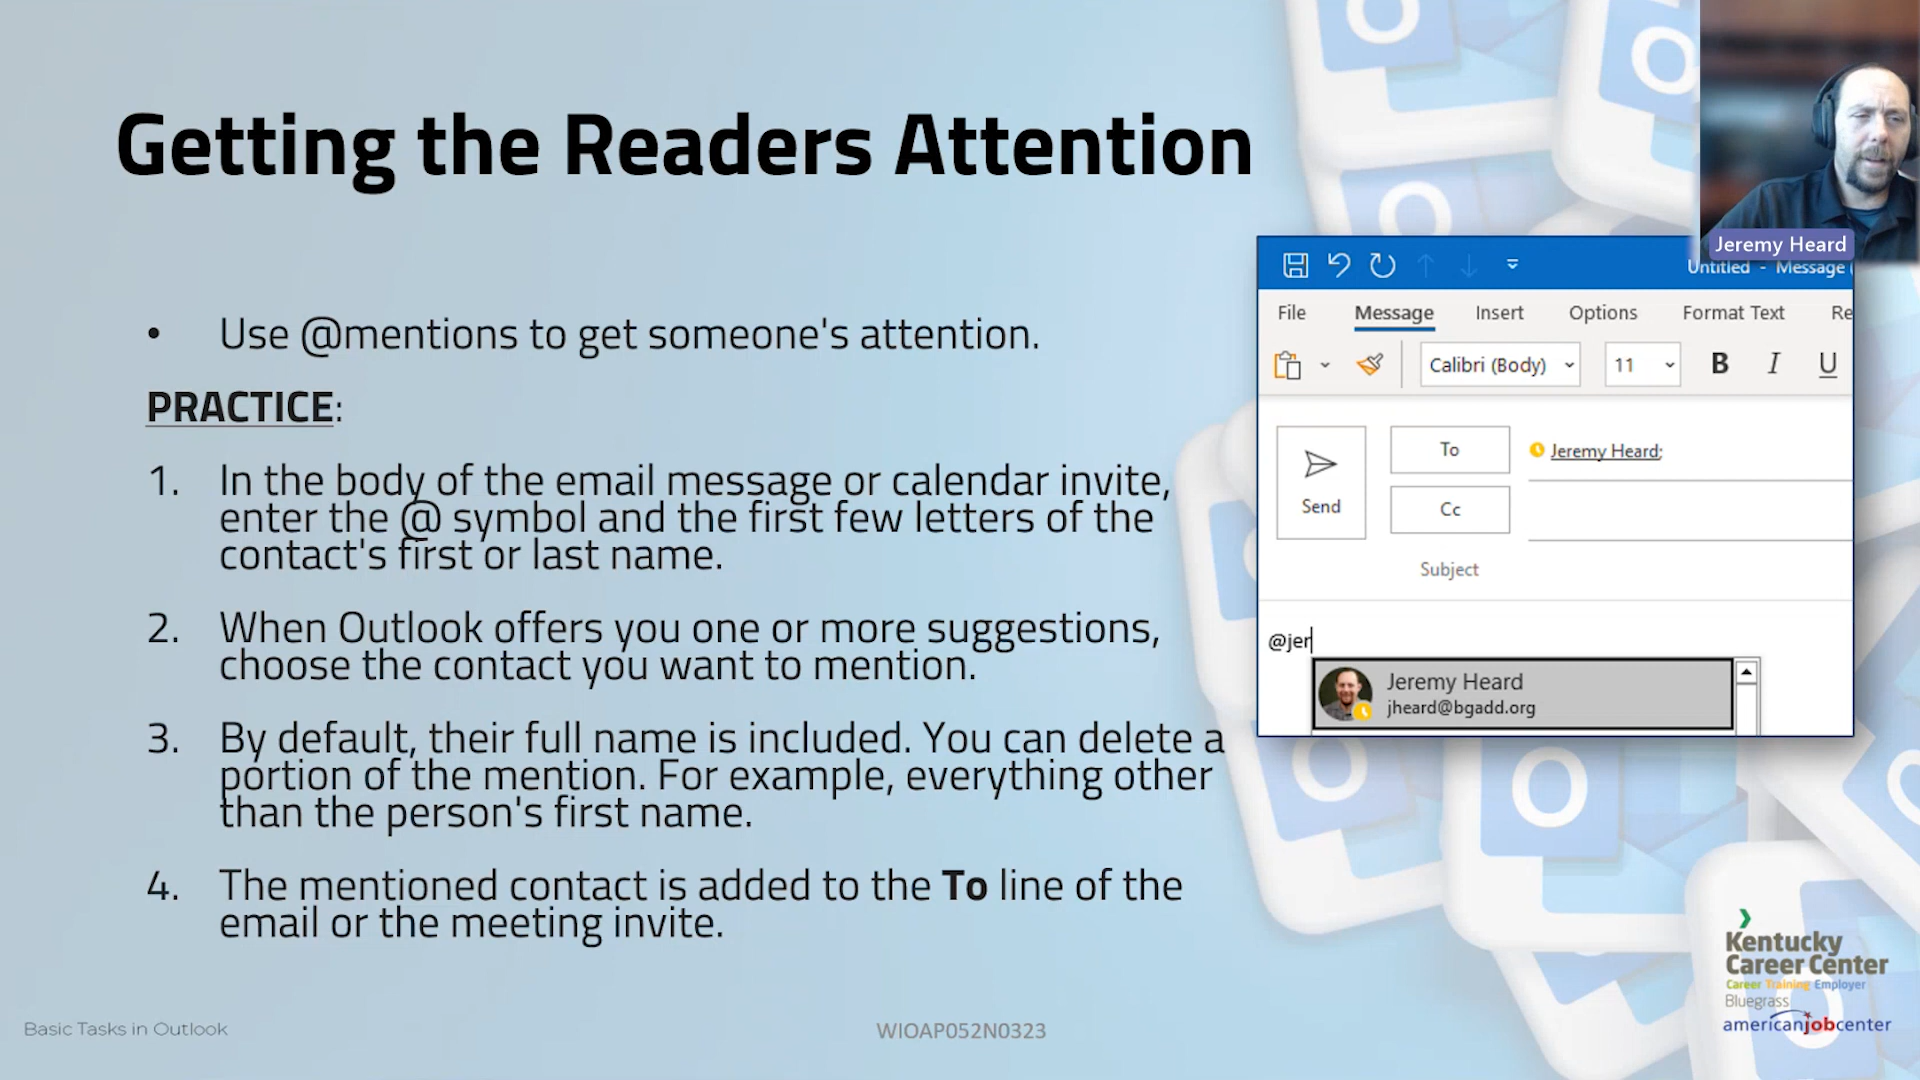 Getting the Readers Attention
• Use @mentions to get someone's attention.
PRACTICE:
1. In the body of the email message or calendar invite,
enter the @ symbol and the first few letters of the
contact's first or last name.
2. When Outlook offers you one or more suggestions,
choose the contact you want to mention.
3. By default, their full name is included. You can delete a
portion of the mention. For example, everything other
than the person's first name.
4. The mentioned contact is added to the To line of the
email or the meeting invite.
Jeremy Heard
Untitled - Message (
File Message Insert Options Format Text Re
Calibri (Body) 11 B I U
Send
To Jeremy Heard;
Cc
Subject
@jer
Jeremy Heard
jheard@bgadd.org
Kentucky
Career Center
Career Training Employer
Bluegrass
americanjobcenter
Basic Tasks in Outlook
WIOAP052N0323